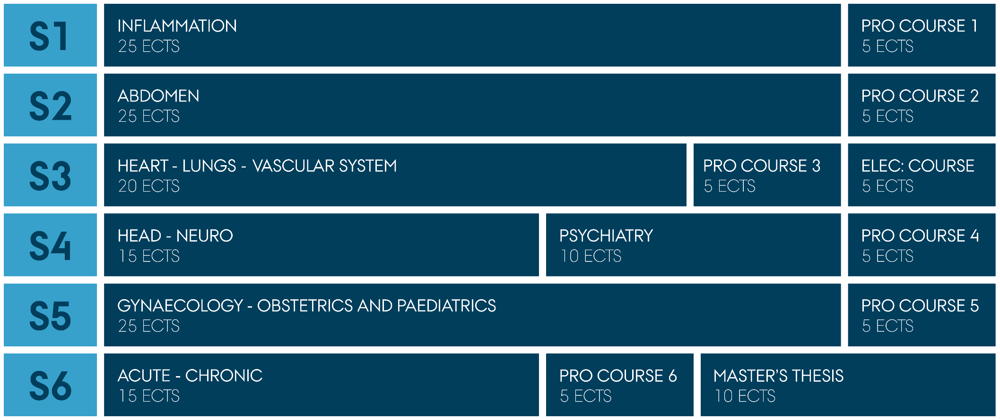 S1
INFLAMMATION
25 ECTS
PRO COURSE 1
5 ECTS
S2
ABDOMEN
25 ECTS
PRO COURSE 2
5 ECTS
S3
HEART - LUNGS - VASCULAR SYSTEM
20 ECTS
PRO COURSE 3
5 ECTS
ELEC: COURSE
5 ECTS
S4
HEAD - NEURO
15 ECTS
PSYCHIATRY
10 ECTS
PRO COURSE 4
5 ECTS
S5
GYNAECOLOGY - OBSTETRICS AND PAEDIATRICS
25 ECTS
PRO COURSE 5
5 ECTS
S6
ACUTE - CHRONIC
15 ECTS
PRO COURSE 6
5 ECTS
MASTER’S THESIS
10 ECTS